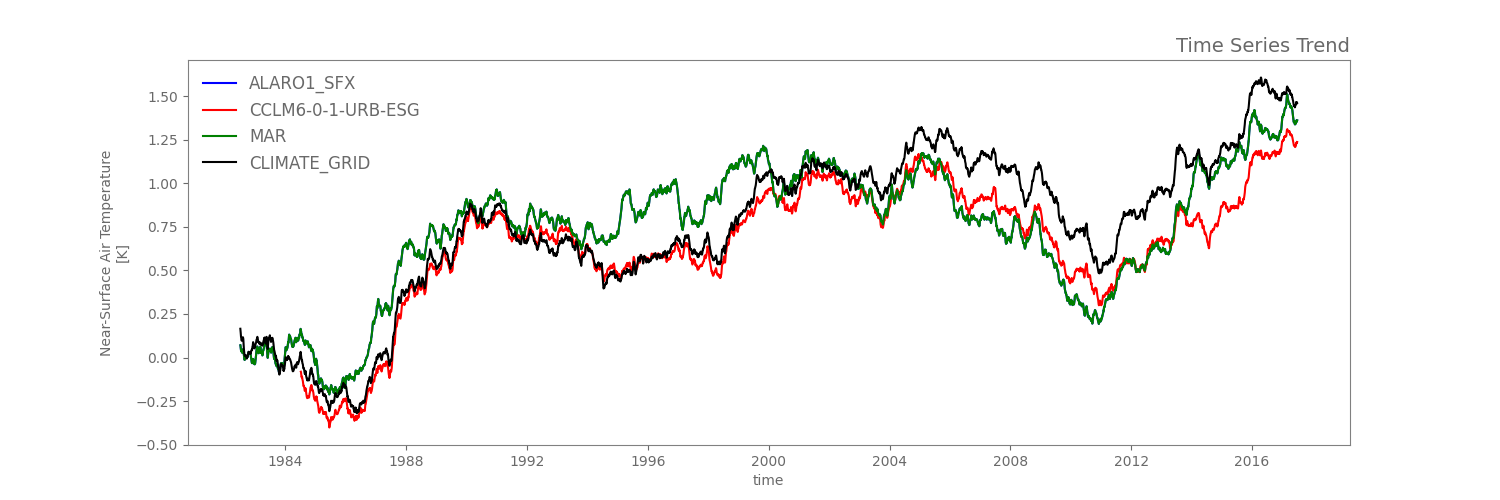 Time Series Trend
ALARO1_SFX
CCLM6-0-1-URB-ESG
MAR
CLIMATE_GRID
Near-Surface Air Temperature
[K]
1.50
1.25
1.00
0.75
0.50
0.25
0.00
−0.25
−0.50
1984 1988 1992 1996 2000 2004 2008 2012 2016
time